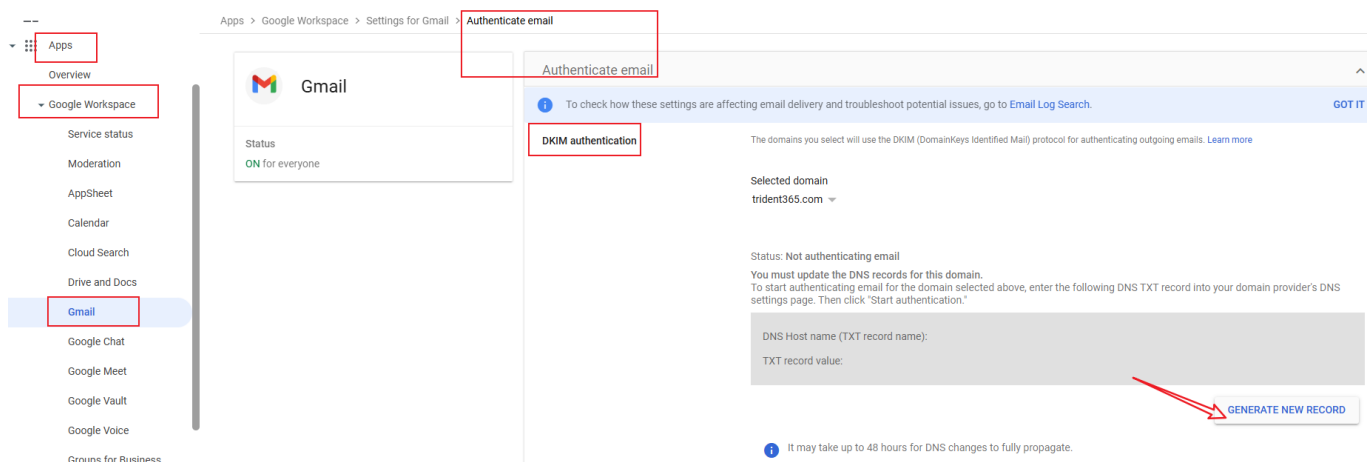 Apps > Google Workspace > Settings for Gmail > Authenticate email
Apps
Overview
Google Workspace
Service status
Moderation
AppSheet
Calendar
Cloud Search
Drive and Docs
Gmail
Google Chat
Google Meet
Google Vault
Google Voice
Groups for Business
Gmail
Status
ON for everyone
Authenticate email
To check how these settings are affecting email delivery and troubleshoot potential issues, go to Email Log Search.
GOT IT
DKIM authentication
The domains you select will use the DKIM (DomainKeys Identified Mail) protocol for authenticating outgoing emails. Learn more
Selected domain
trident365.com
Status: Not authenticating email
You must update the DNS records for this domain.
To start authenticating email for the domain selected above, enter the following DNS TXT record into your domain provider's DNS
settings page. Then click "Start authentication."
DNS Host name (TXT record name):
TXT record value:
GENERATE NEW RECORD
It may take up to 48 hours for DNS changes to fully propagate.